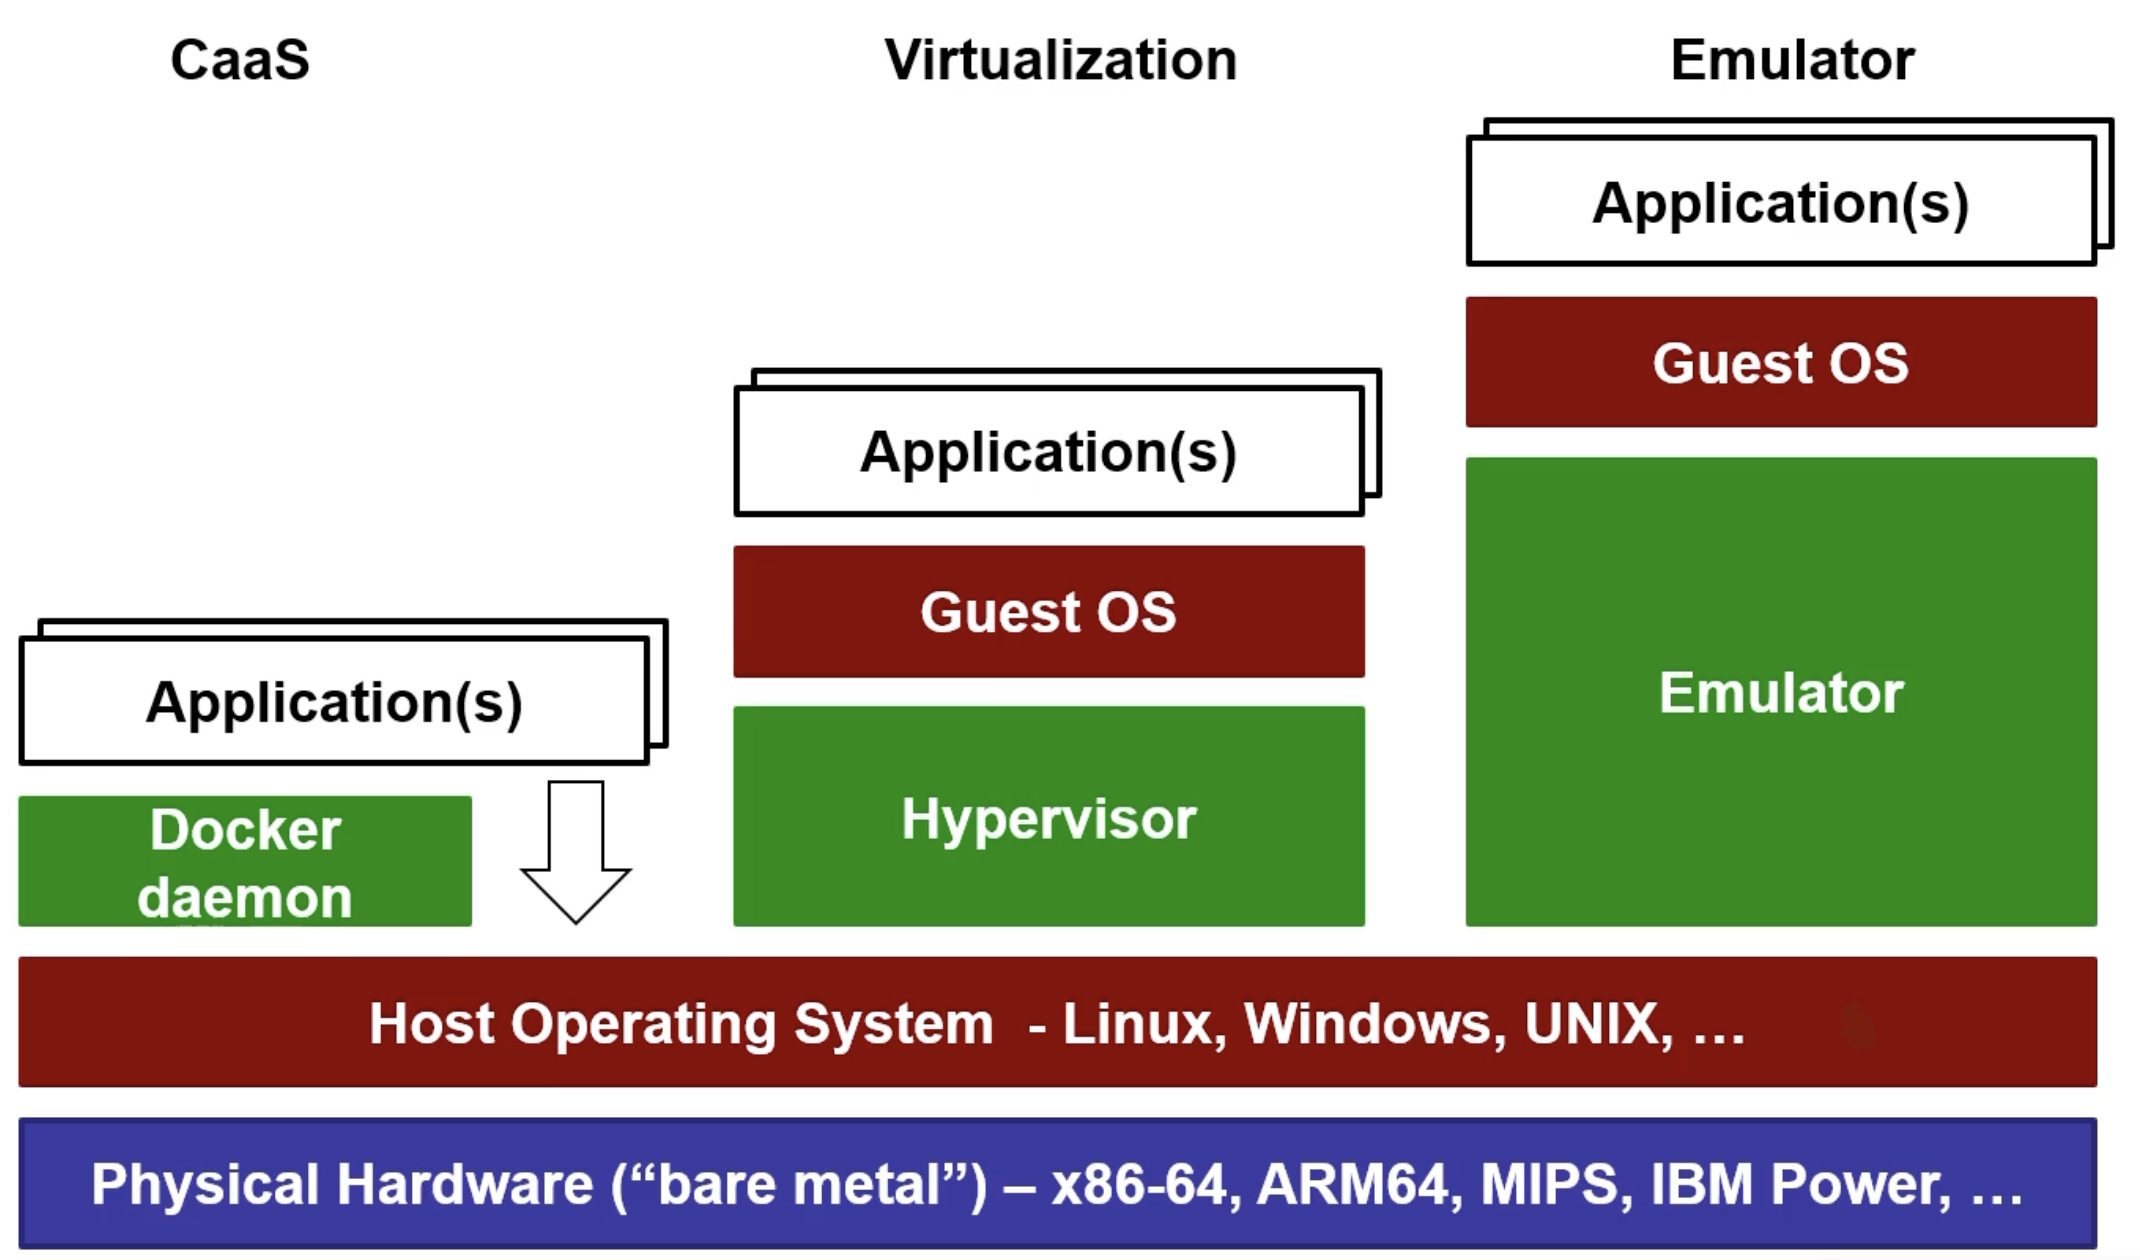 CaaS
Virtualization
Emulator
Application(s)
Guest OS
Application(s)
Guest OS
Emulator
Application(s)
Hypervisor
Docker
daemon
Host Operating System - Linux, Windows, UNIX, …
Physical Hardware (“bare metal”) – x86-64, ARM64, MIPS, IBM Power, …